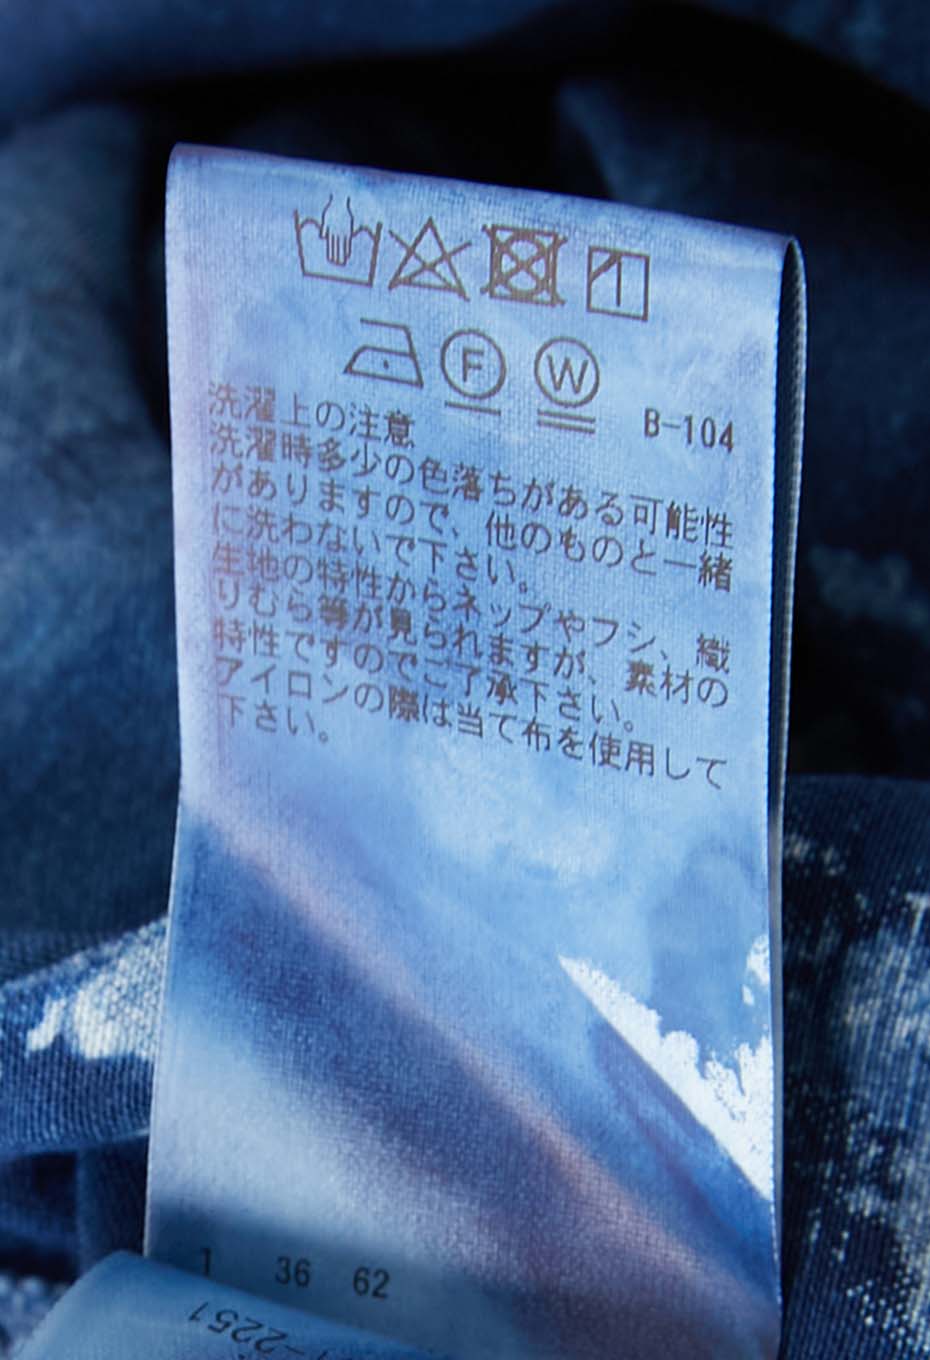 F W B-104
洗濯上の注意
洗濯時多少の色落ちがある可能性
がありますので、他のものと一緒
に洗わないで下さい。
生地の特性からネップやフシ、織
りむら等が見られますが、素材の
特性ですのでご了承下さい。
アイロンの際は当て布を使用して
下さい。
1 36 62
-2251